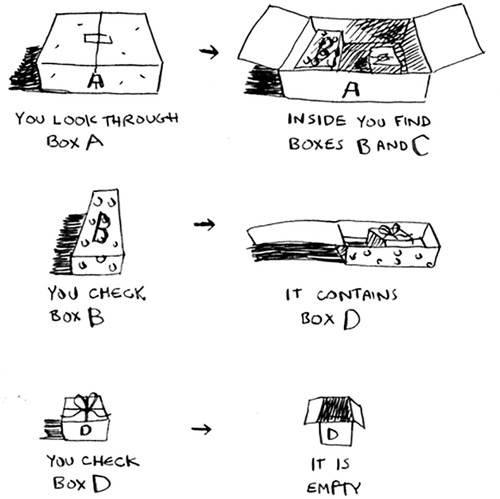 A
A
YOU LOOK THROUGH
BOX A
INSIDE YOU FIND
BOXES B AND C
B
YOU CHECK
BOX B
IT CONTAINS
BOX D
D
D
YOU CHECK
BOX D
IT IS
EMPTY